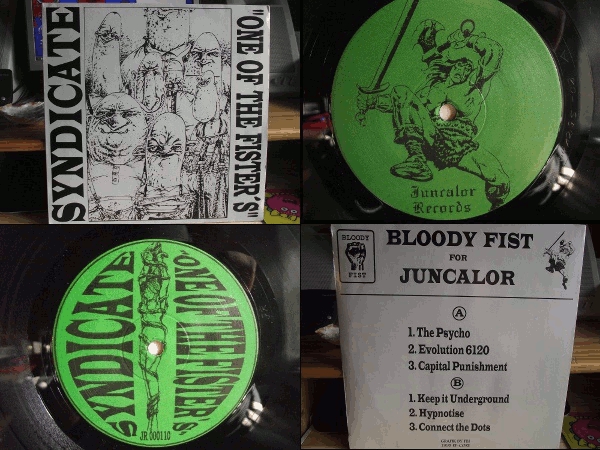 SYNDICATE
"ONE OF THE FISTER'S"
Juncalor
Records
SYNDICATE
"ONE OF THE FISTER'S"
JR 000110
BLOODY
FIST
BLOODY FIST
FOR
JUNCALOR
A
1. The Psycho
2. Evolution 6120
3. Capital Punishment
B
1. Keep it Underground
2. Hypnotise
3. Connect the Dots